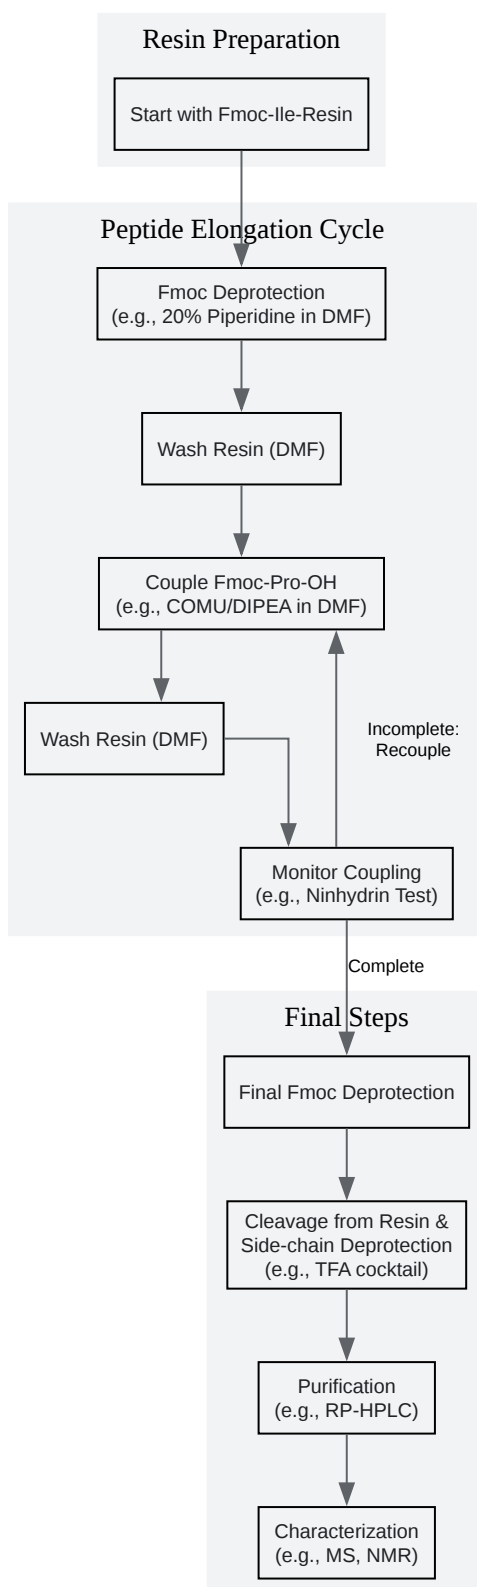 Resin Preparation
Start with Fmoc-Ile-Resin
Peptide Elongation Cycle
Fmoc Deprotection
(e.g., 20% Piperidine in DMF)
Wash Resin (DMF)
Couple Fmoc-Pro-OH
(e.g., COMU/DIPEA in DMF)
Wash Resin (DMF)
Incomplete:
Recouple
Monitor Coupling
(e.g., Ninhydrin Test)
Complete
Final Steps
Final Fmoc Deprotection
Cleavage from Resin &
Side-chain Deprotection
(e.g., TFA cocktail)
Purification
(e.g., RP-HPLC)
Characterization
(e.g., MS, NMR)